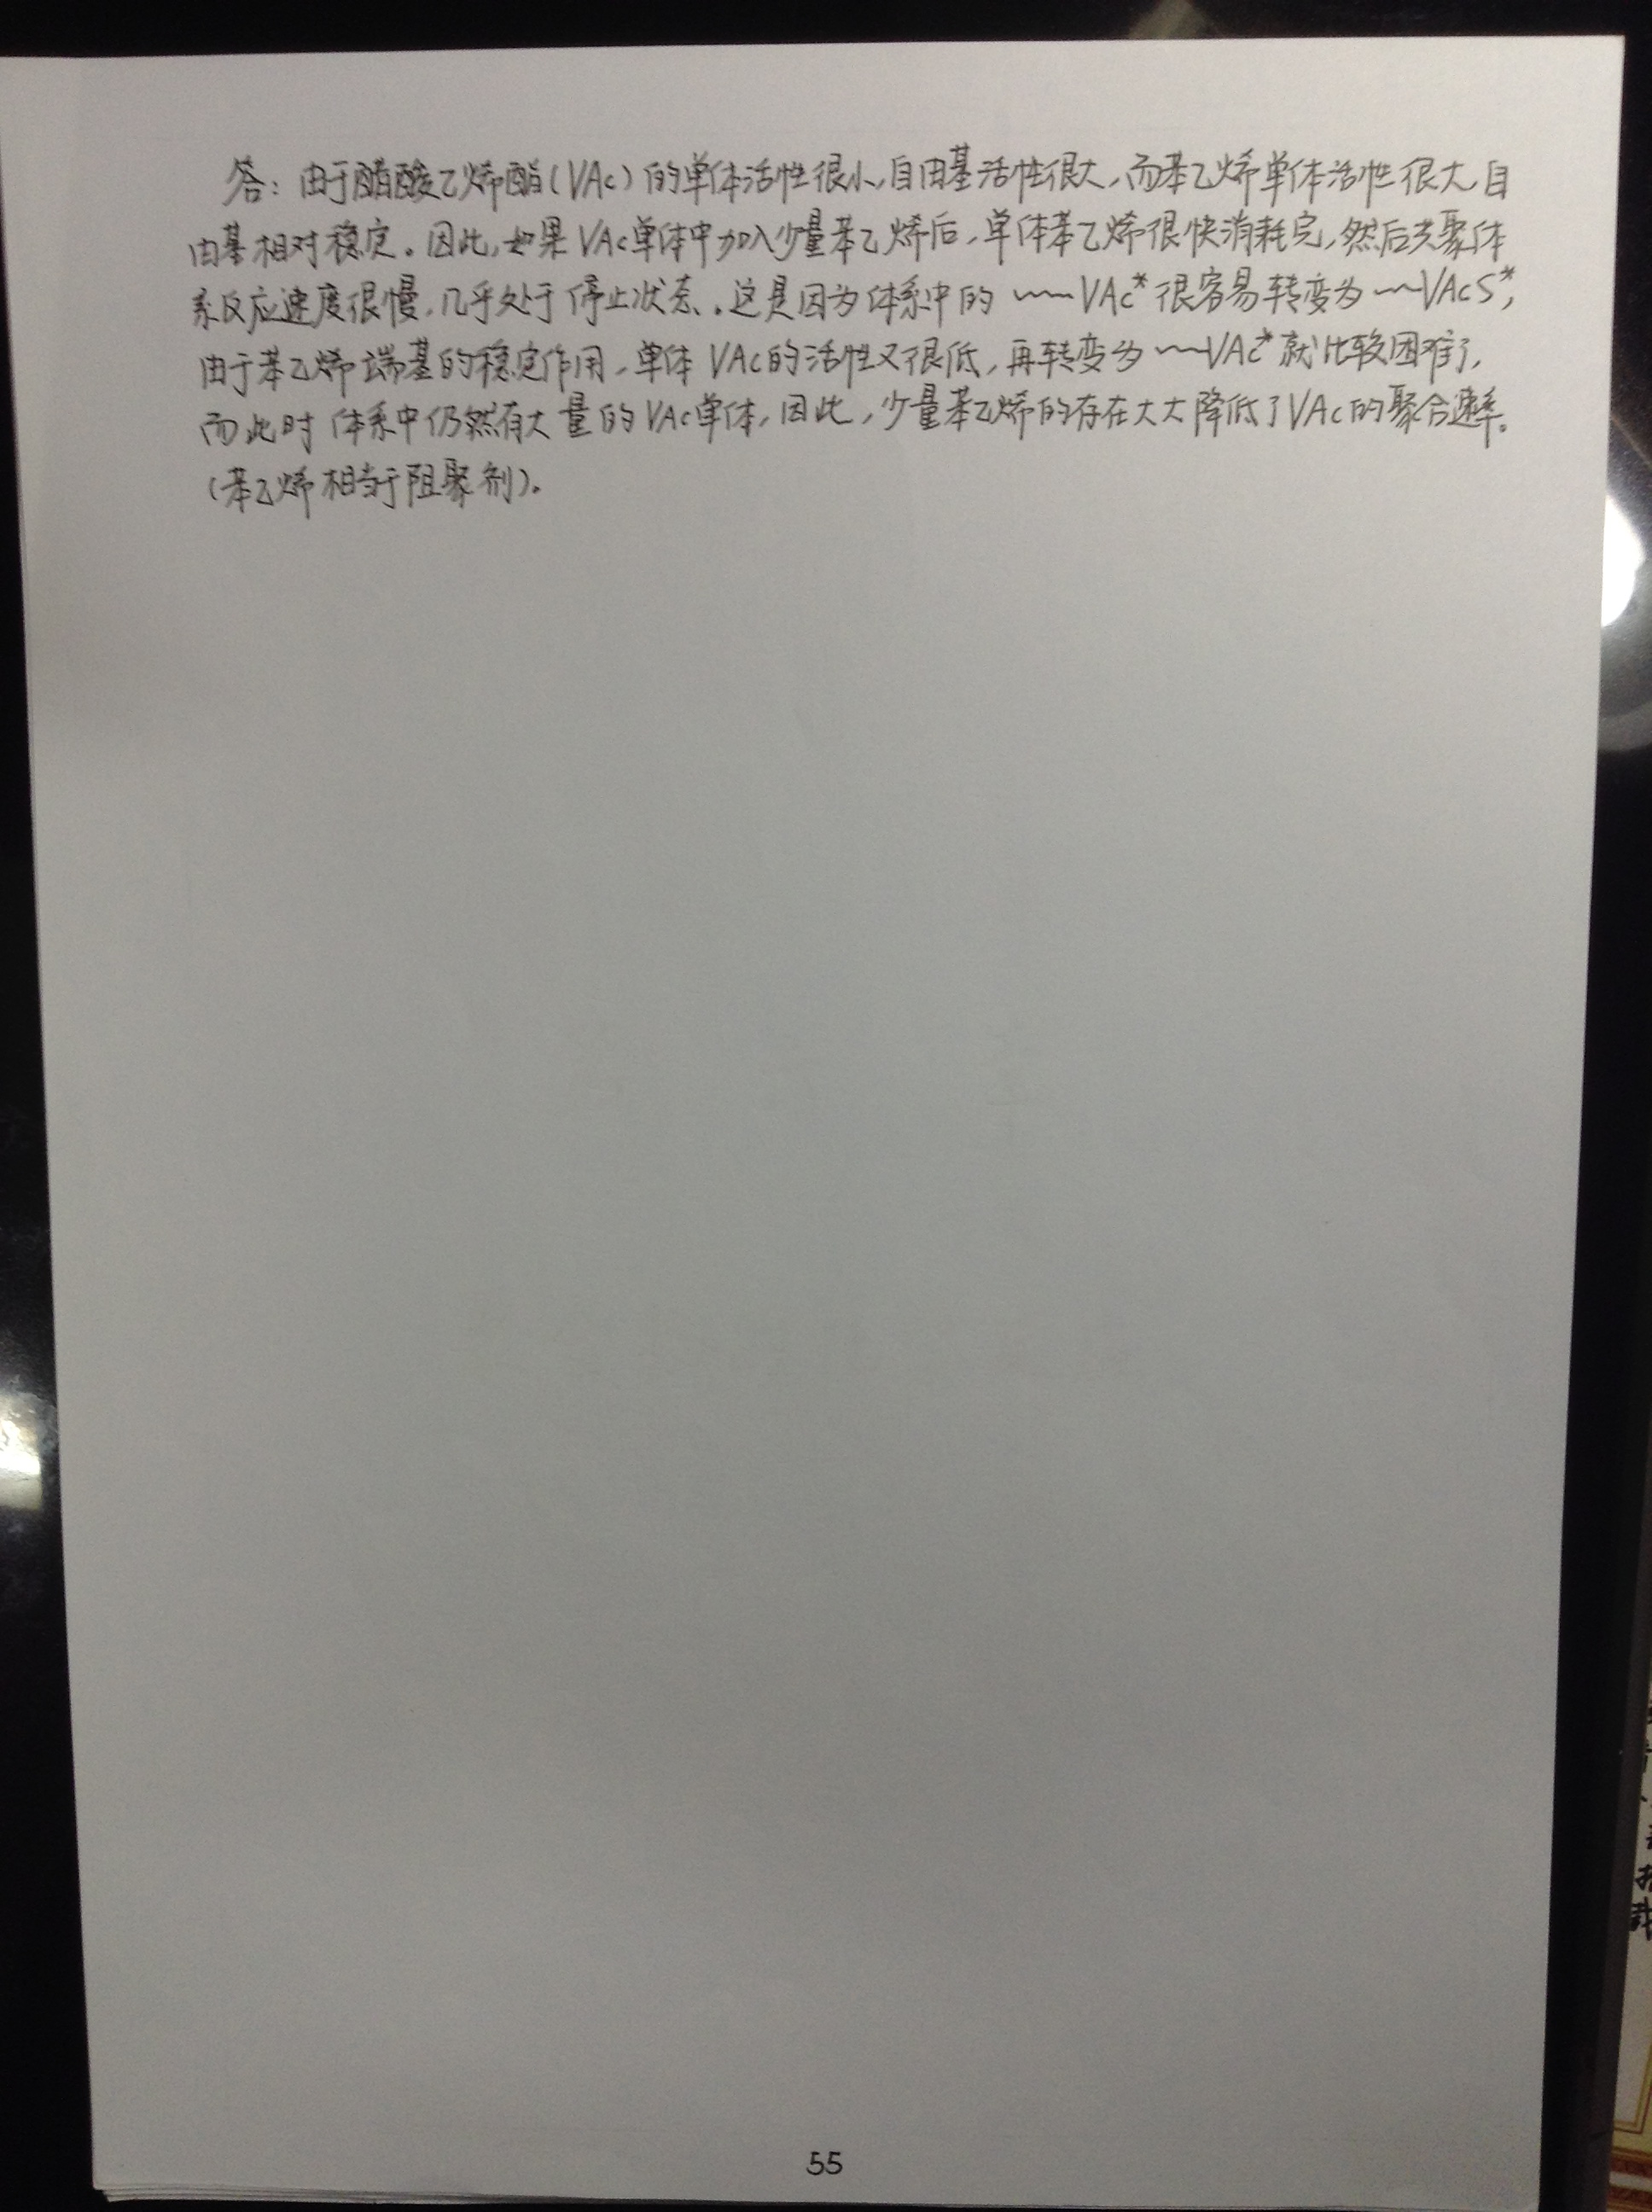 答：由于醋酸乙烯酯(VAc)的单体活性很小,自由基活性很大,而苯乙烯单体活性很大,自
由基相对稳定。因此,如果VAc单体中加入少量苯乙烯后,单体苯乙烯很快消耗完,然后共聚体
系反应速度很慢,几乎处于停止状态。这是因为体系中的 ~~~VAc* 很容易转变为 ~~VAcS*,
由于苯乙烯端基的稳定作用,单体 VAc的活性又很低,再转变为 ~~VAc* 就比较困难了,
而此时体系中仍然有大量的VAc单体,因此,少量苯乙烯的存在大大降低了VAc的聚合速率。
(苯乙烯相当于阻聚剂)。
55